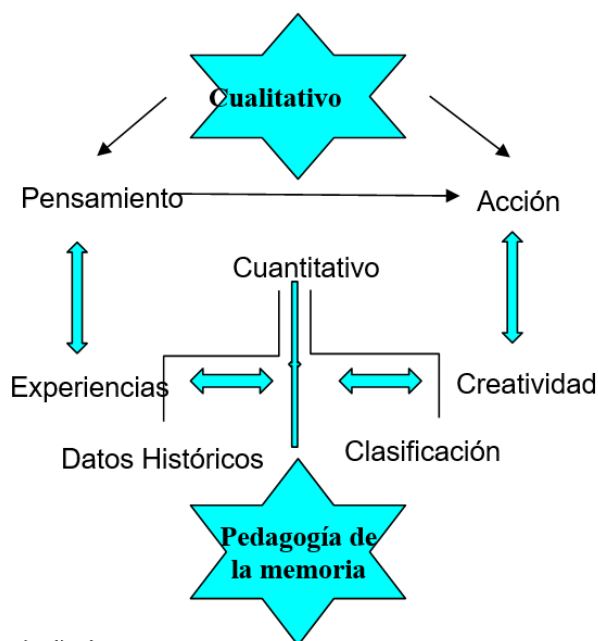 Cualitativo
Pensamiento
Acción
Cuantitativo
Experiencias
Creatividad
Datos Históricos
Clasificación
Pedagogía de
la memoria